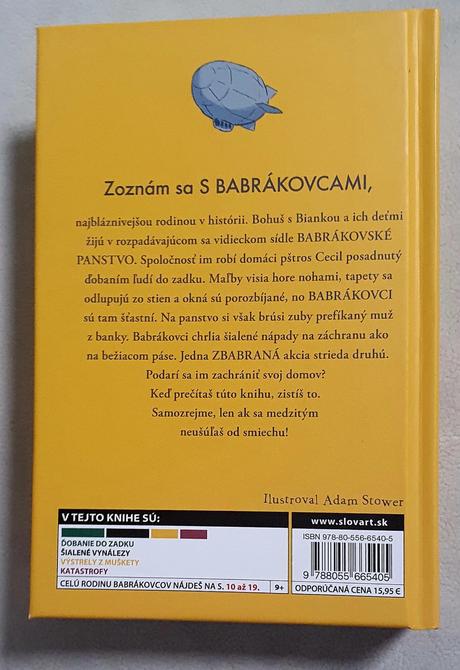 Zoznám sa S BABRÁKOVCAMI,
najbláznivejšou rodinou v histórii. Bohuš s Biankou a ich deťmi
žijú v rozpadávajúcom sa vidieckom sídle BABRÁKOVSKÉ
PANSTVO. Spoločnosť im robí domáci pštros Cecil posadnutý
ďobaním ľudí do zadku. Maľby visia hore nohami, tapety sa
odlupujú zo stien a okná sú porozbíjané, no BABRÁKOVCI
sú tam šťastní. Na panstvo si však brúsi zuby prefíkaný muž
z banky. Babrákovci chrlia šialené nápady na záchranu ako
na bežiacom páse. Jedna ZBABRANÁ akcia strieda druhú.
Podarí sa im zachrániť svoj domov?
Keď prečítaš túto knihu, zistíš to.
Samozrejme, len ak sa medzitým
neušúľaš od smiechu!
Ilustroval Adam Stower
V TEJTO KNIHE SÚ:
ĎOBANIE DO ZADKU
ŠIALENÉ VYNÁLEZY
VÝSTRELY Z MUŠKETY
KATASTROFY
CELÚ RODINU BABRÁKOVCOV NÁJDEŠ NA S. 10 až 19.
9+
www.slovart.sk
ISBN 978-80-556-6540-5
9 788055 665405
ODPORÚČANÁ CENA 15,95 €